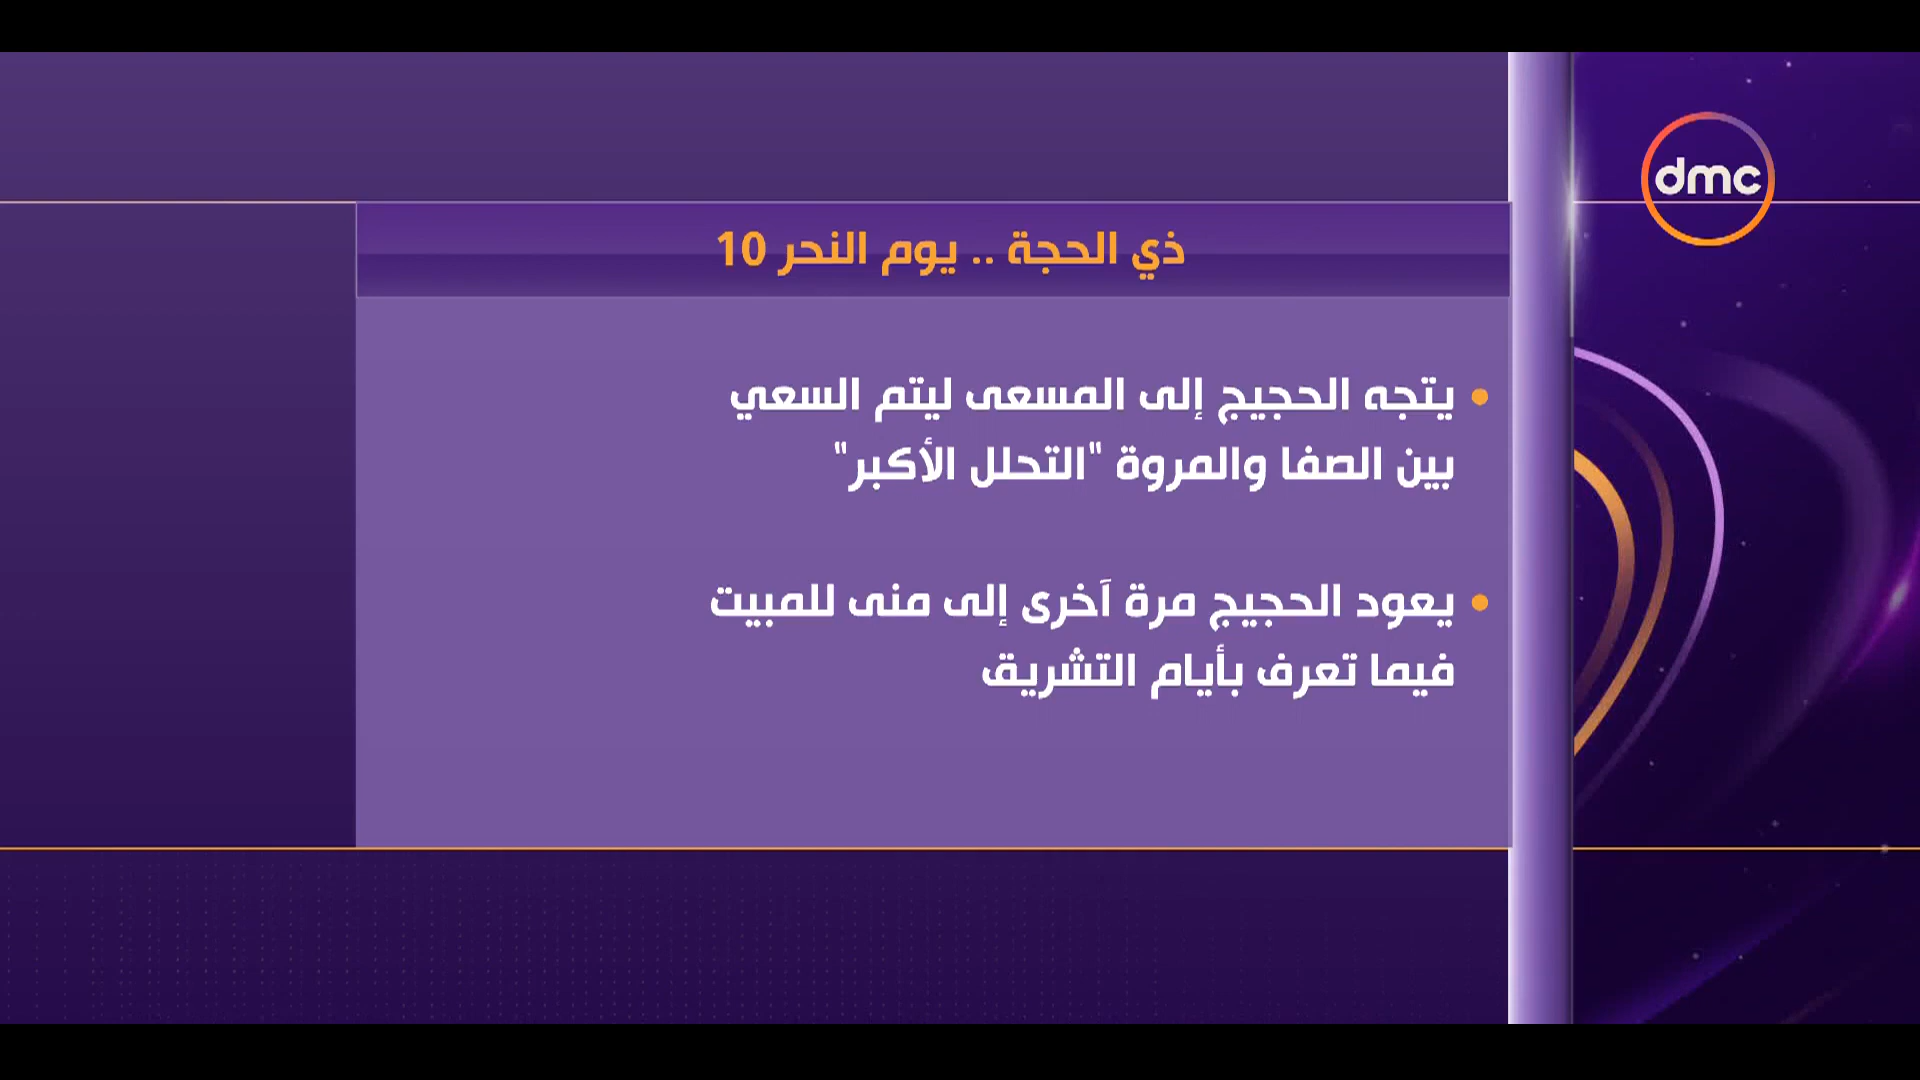 dmc
ذي الحجة .. يوم النحر 10
يتجه الحجيج إلى المسعى ليتم السعي
بين الصفا والمروة "التحلل الأكبر"
يعود الحجيج مرة آخرى إلى منى للمبيت
فيما تعرف بأيام التشريق